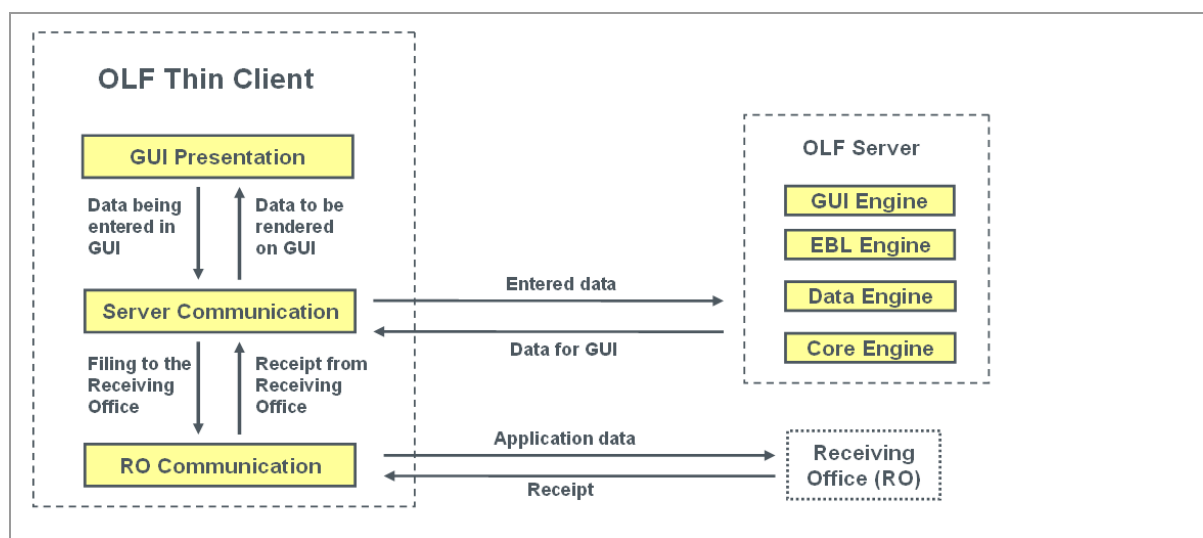 OLF Thin Client
GUI Presentation
Data being
entered in
GUI
Data to be
rendered
on GUI
Server Communication
Filing to the
Receiving
Office
Receipt from
Receiving
Office
RO Communication
Entered data
Data for GUI
Application data
Receipt
OLF Server
GUI Engine
EBL Engine
Data Engine
Core Engine
Receiving
Office (RO)